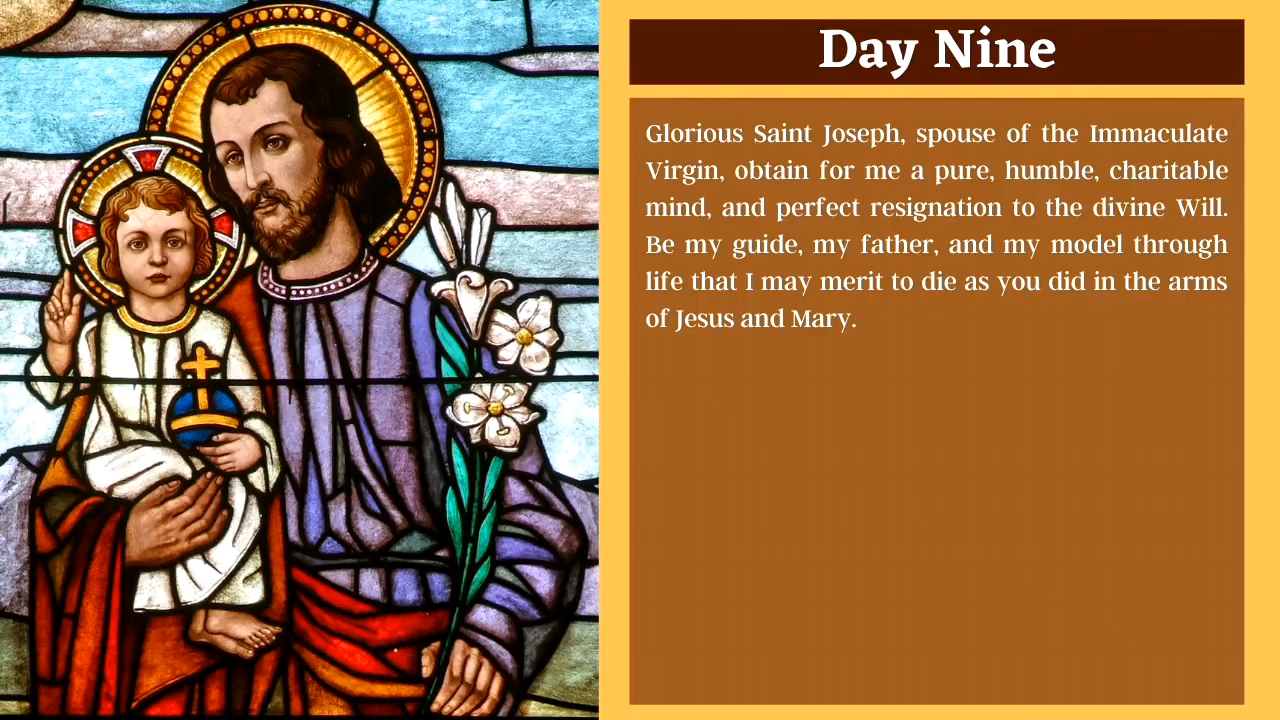 Day Nine
Glorious Saint Joseph, spouse of the Immaculate
Virgin, obtain for me a pure, humble, charitable
mind, and perfect resignation to the divine Will.
Be my guide, my father, and my model through
life that I may merit to die as you did in the arms
of Jesus and Mary.